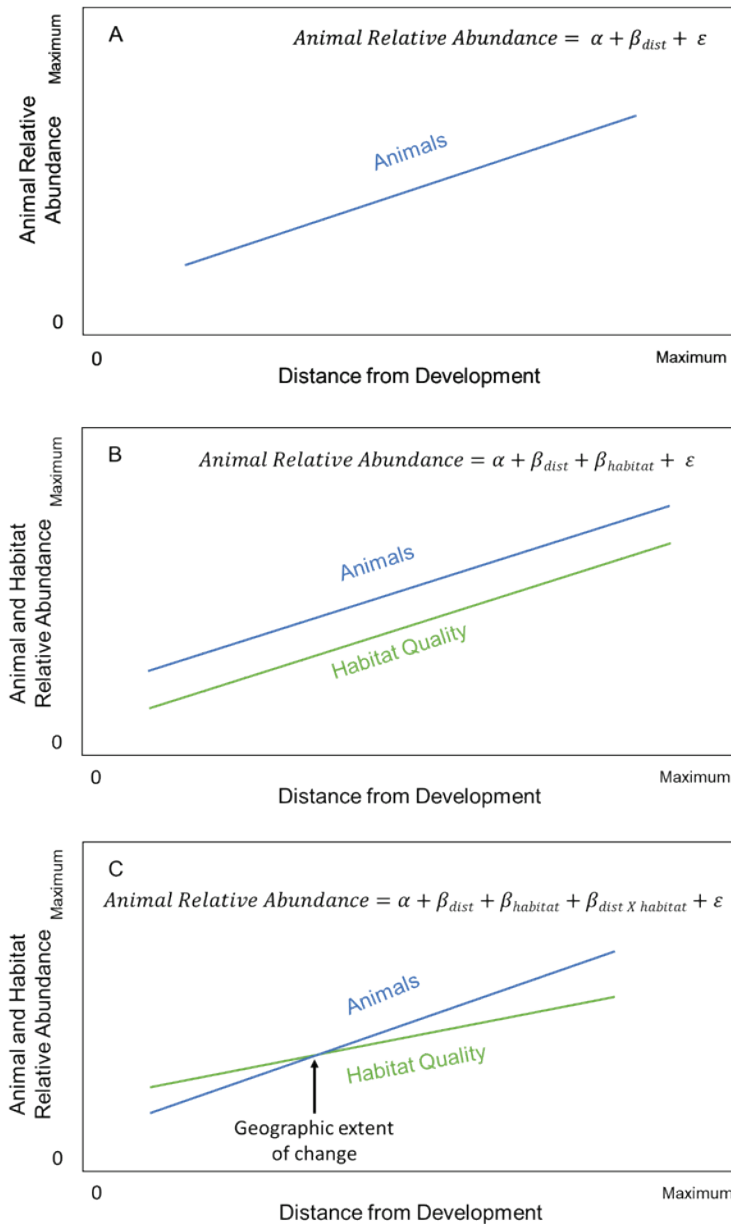 A
Animal Relative Abundance = α + β_dist + ε
Maximum
Animal Relative
Abundance
Animals
0
0
Maximum
Distance from Development
B
Animal Relative Abundance = α + β_dist + β_habitat + ε
Maximum
Animal and Habitat
Relative Abundance
Animals
Habitat Quality
0
0
Maximum
Distance from Development
C
Animal Relative Abundance = α + β_dist + β_habitat + β_dist X habitat + ε
Maximum
Animal and Habitat
Relative Abundance
Animals
Habitat Quality
Geographic extent
of change
0
0
Maximum
Distance from Development